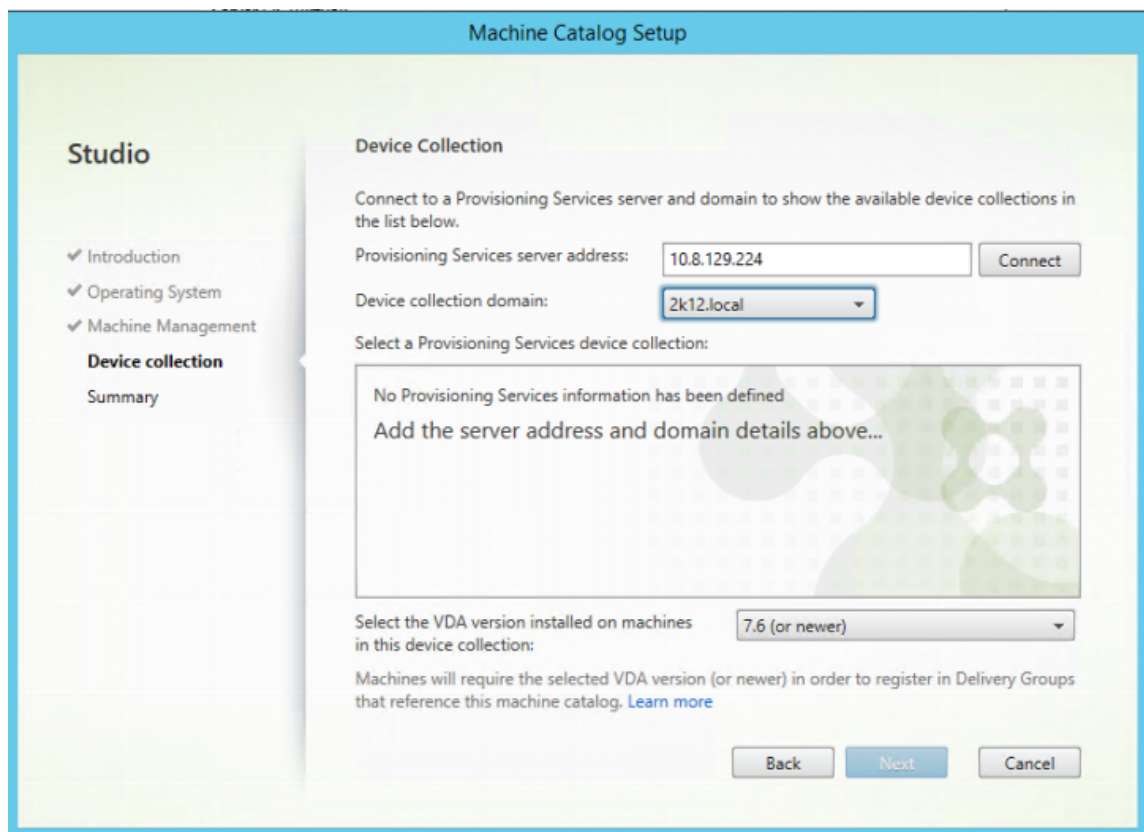 Machine Catalog Setup
Studio
✔ Introduction
✔ Operating System
✔ Machine Management
Device collection
Summary
Device Collection
Connect to a Provisioning Services server and domain to show the available device collections in
the list below.
Provisioning Services server address: 10.8.129.224 Connect
Device collection domain: 2k12.local
Select a Provisioning Services device collection:
No Provisioning Services information has been defined
Add the server address and domain details above...
Select the VDA version installed on machines
in this device collection: 7.6 (or newer)
Machines will require the selected VDA version (or newer) in order to register in Delivery Groups
that reference this machine catalog. Learn more
Back Next Cancel